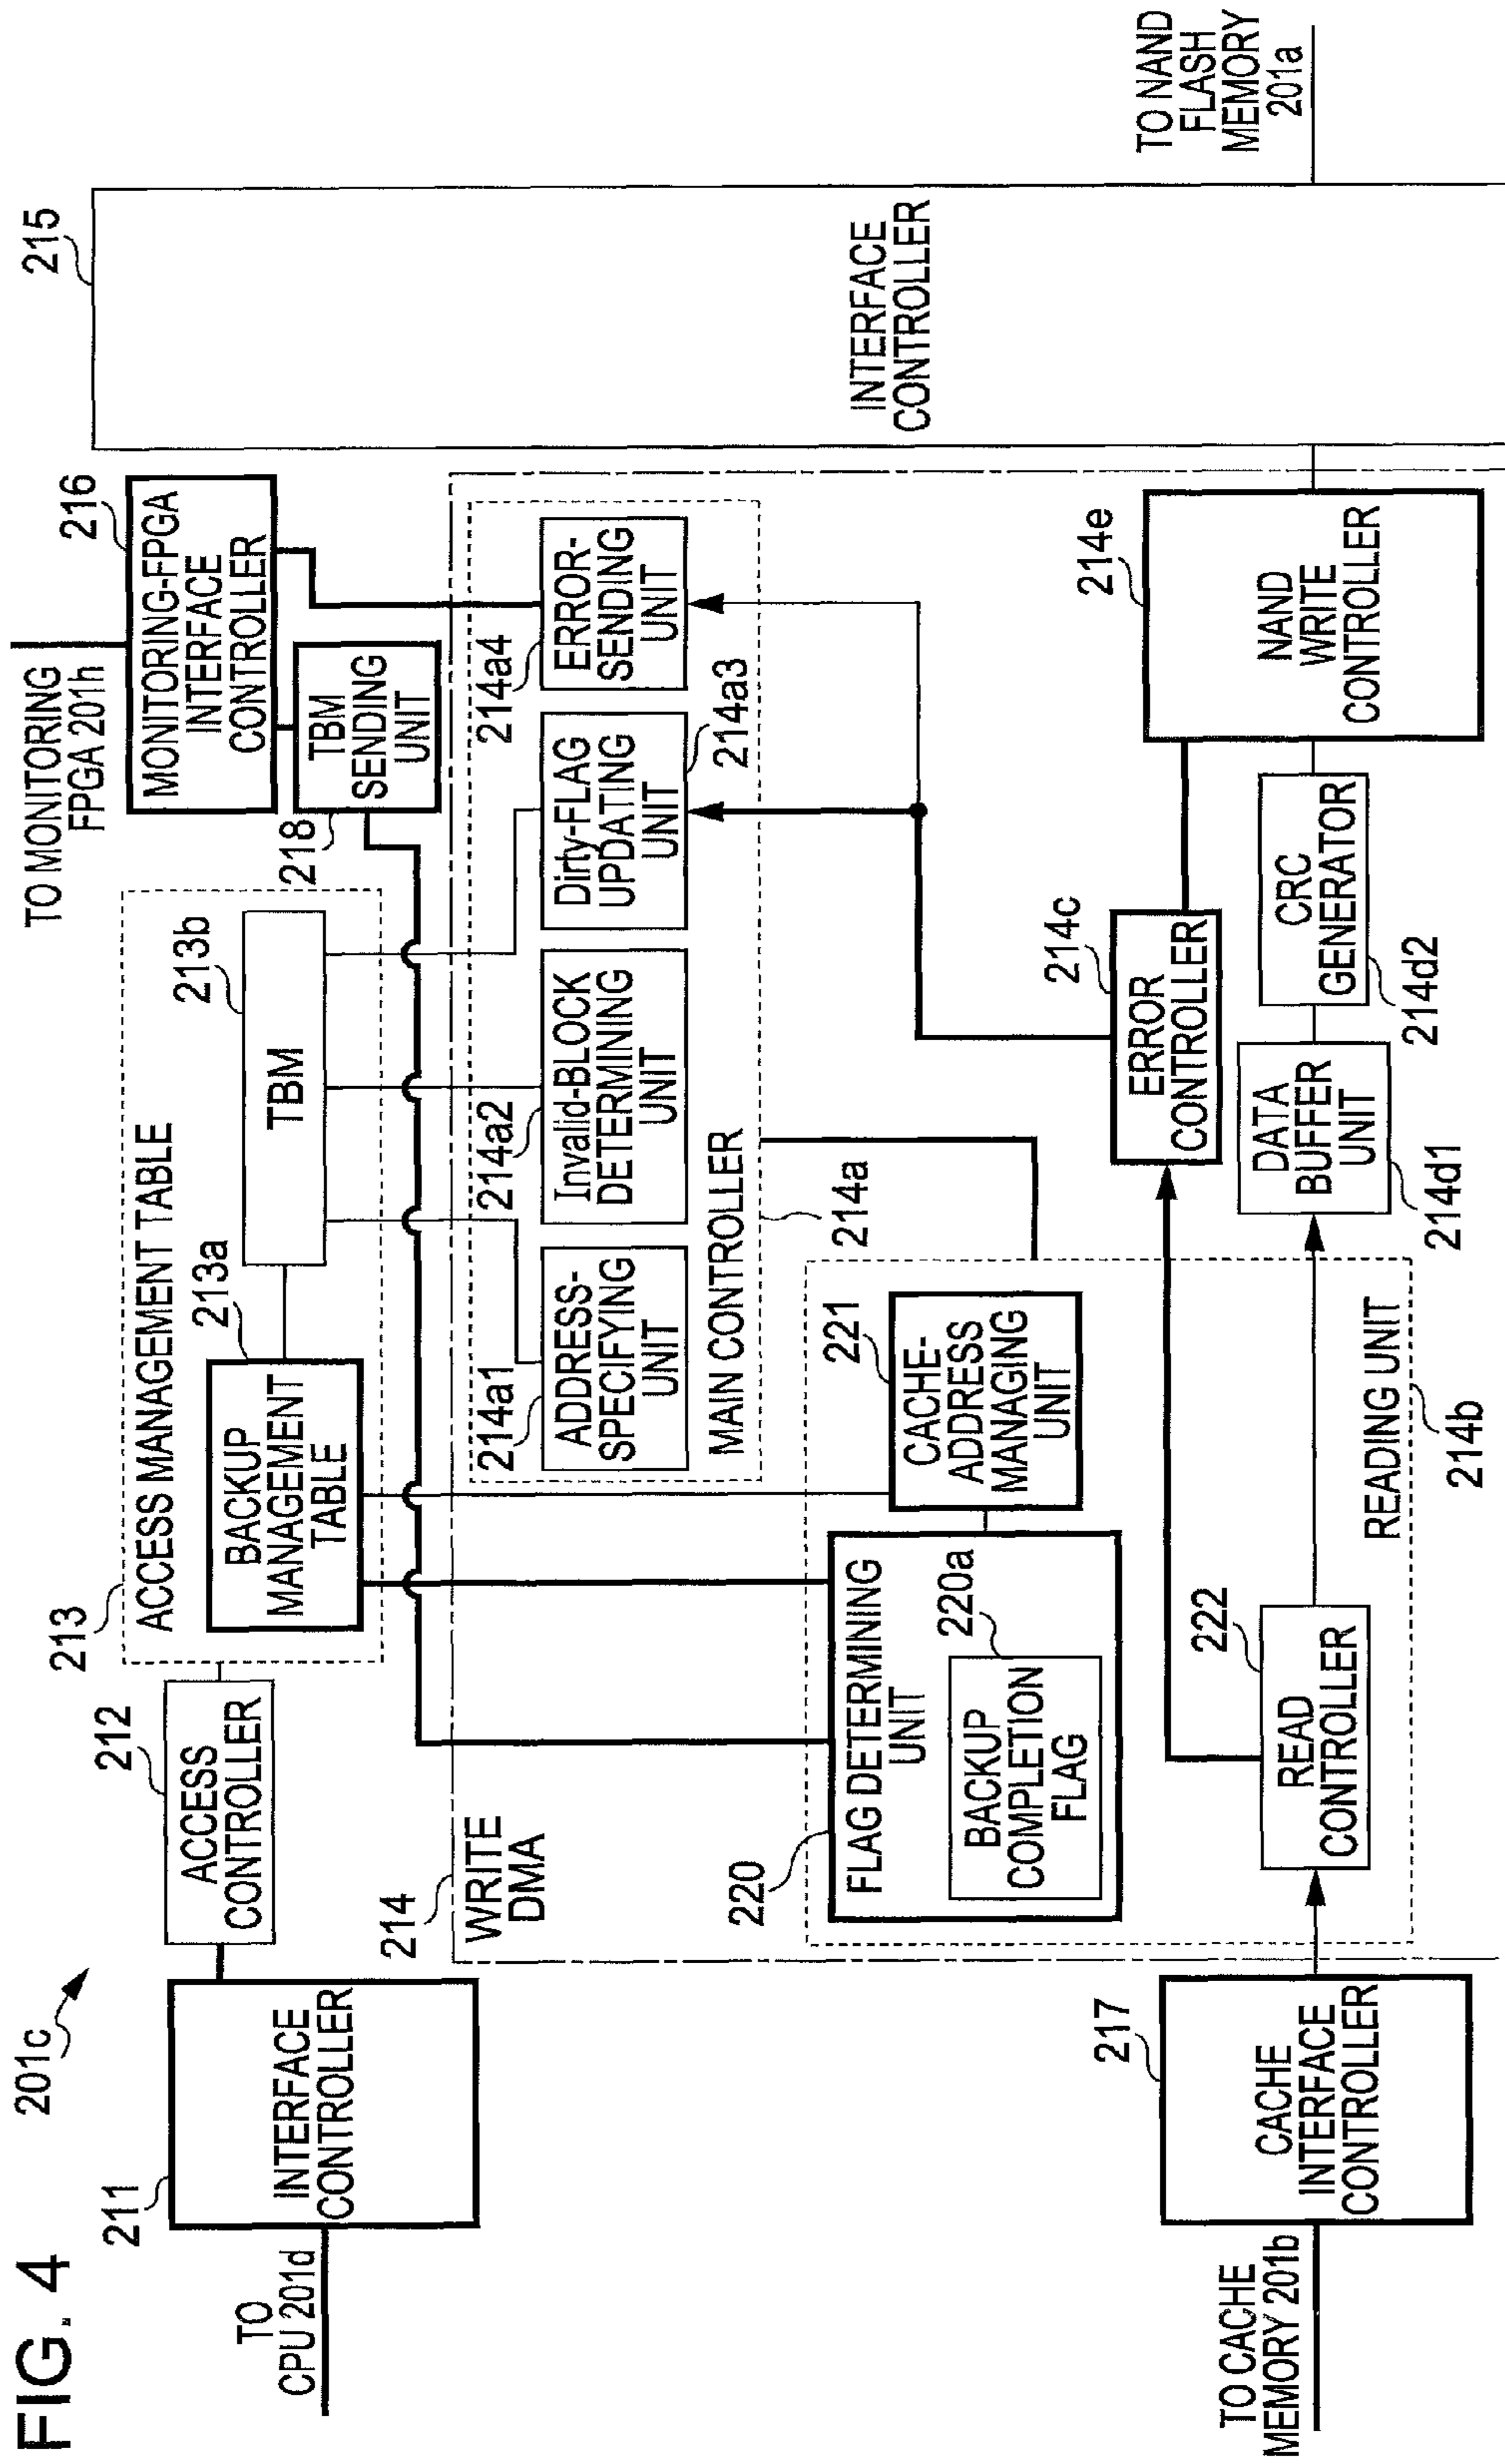 FIG. 4
201c
211
INTERFACE
CONTROLLER
TO
CPU 201d
212
ACCESS
CONTROLLER
213
ACCESS MANAGEMENT TABLE
213a
BACKUP
MANAGEMENT
TABLE
213b
TBM
TO MONITORING
FPGA 201h
216
MONITORING-FPGA
INTERFACE
CONTROLLER
218
TBM
SENDING
UNIT
215
INTERFACE
CONTROLLER
TO NAND
FLASH
MEMORY
201a
214
WRITE
DMA
214a1
ADDRESS-
SPECIFYING
UNIT
214a2
Invalid-BLOCK
DETERMINING
UNIT
Dirty-FLAG
UPDATING
UNIT
214a3
214a4
ERROR-
SENDING
UNIT
MAIN CONTROLLER
214a
220
FLAG DETERMINING
UNIT
220a
BACKUP
COMPLETION
FLAG
221
CACHE-
ADDRESS
MANAGING
UNIT
222
READ
CONTROLLER
READING UNIT
214b
214c
ERROR
CONTROLLER
DATA
BUFFER
UNIT
214d1
CRC
GENERATOR
214d2
214e
NAND
WRITE
CONTROLLER
217
CACHE
INTERFACE
CONTROLLER
TO CACHE
MEMORY 201b